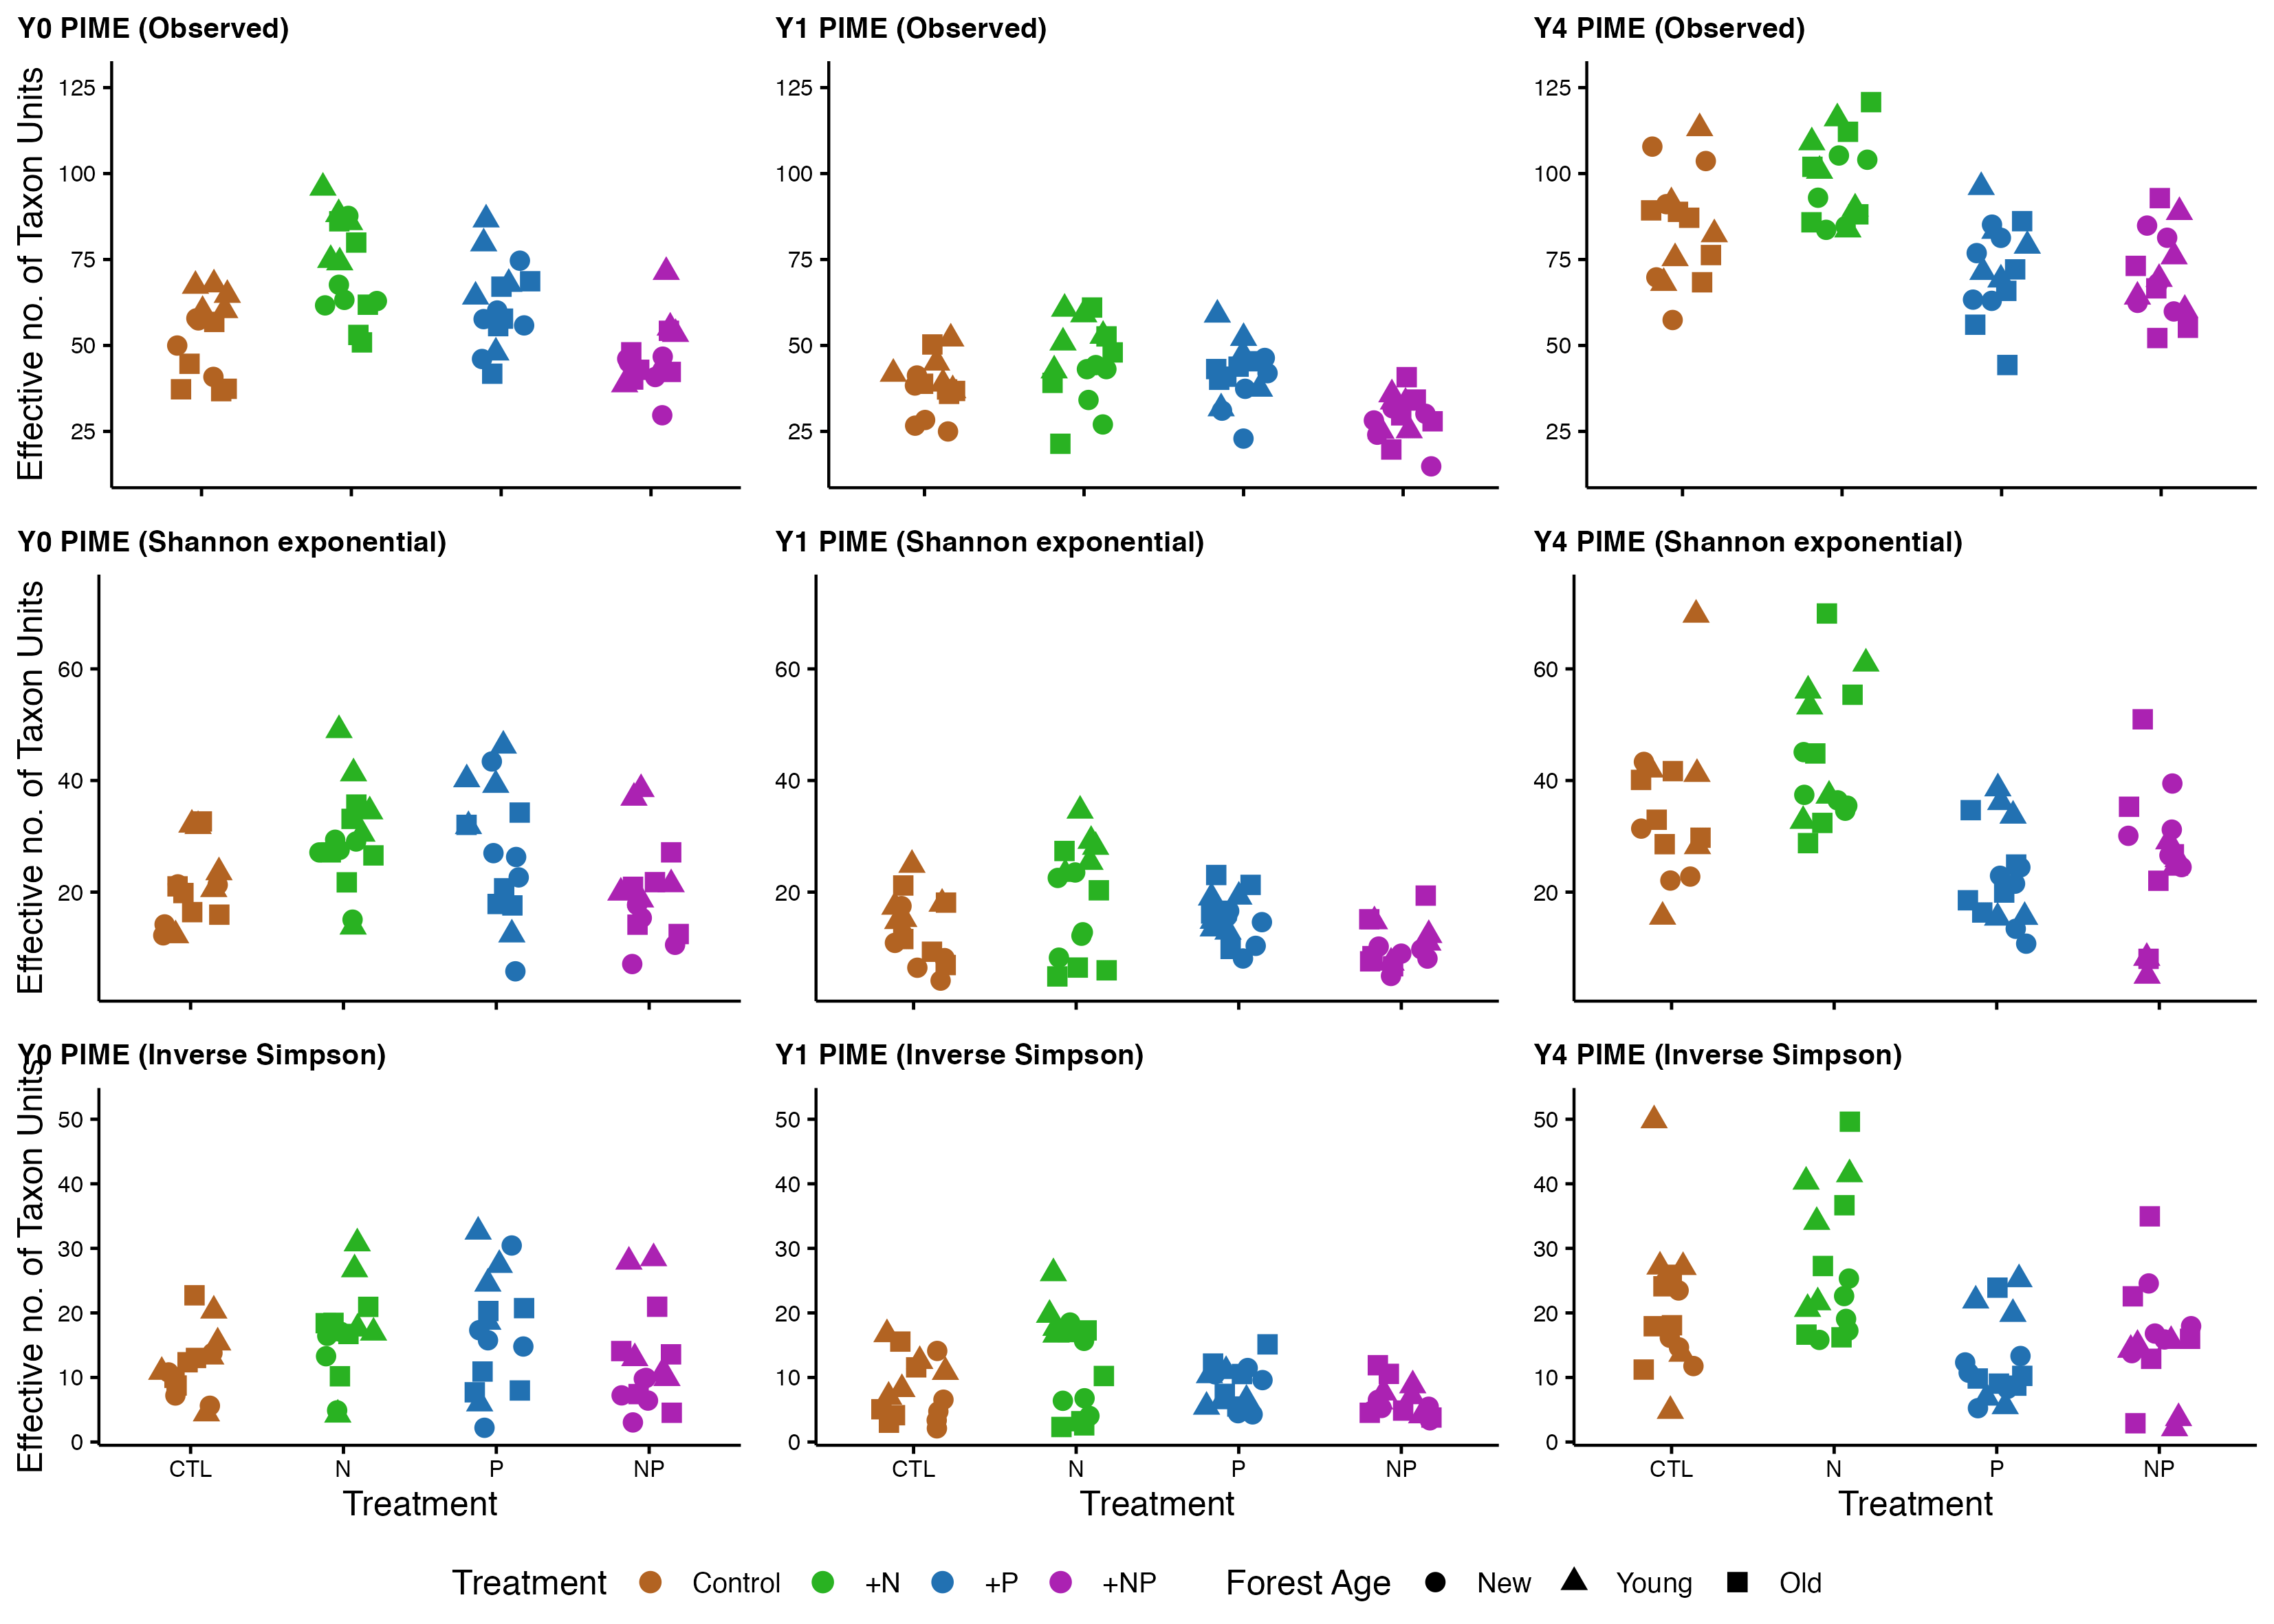 Y0 PIME (Observed)
Y1 PIME (Observed)
Y4 PIME (Observed)
Effective no. of Taxon Units
125
100
75
50
25
125
100
75
50
25
125
100
75
50
25
Y0 PIME (Shannon exponential)
Y1 PIME (Shannon exponential)
Y4 PIME (Shannon exponential)
Effective no. of Taxon Units
60
40
20
60
40
20
60
40
20
Y0 PIME (Inverse Simpson)
Y1 PIME (Inverse Simpson)
Y4 PIME (Inverse Simpson)
Effective no. of Taxon Units
50
40
30
20
10
0
50
40
30
20
10
0
50
40
30
20
10
0
CTL N P NP
CTL N P NP
CTL N P NP
Treatment
Treatment
Treatment
Treatment Control +N +P +NP Forest Age New Young Old